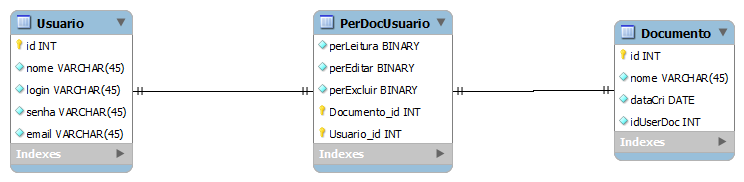 Usuario
id INT
nome VARCHAR(45)
login VARCHAR(45)
senha VARCHAR(45)
email VARCHAR(45)
Indexes
PerDocUsuario
perLeitura BINARY
perEditar BINARY
perExcluir BINARY
Documento_id INT
Usuario_id INT
Indexes
Documento
id INT
nome VARCHAR(45)
dataCri DATE
idUserDoc INT
Indexes